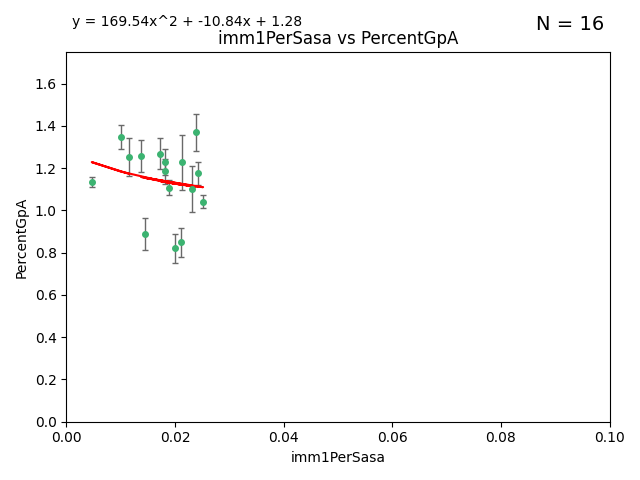 y = 169.54x^2 + -10.84x + 1.28
N = 16
imm1PerSasa vs PercentGpA
PercentGpA
1.6
1.4
1.2
1.0
0.8
0.6
0.4
0.2
0.0
0.00 0.02 0.04 0.06 0.08 0.10
imm1PerSasa